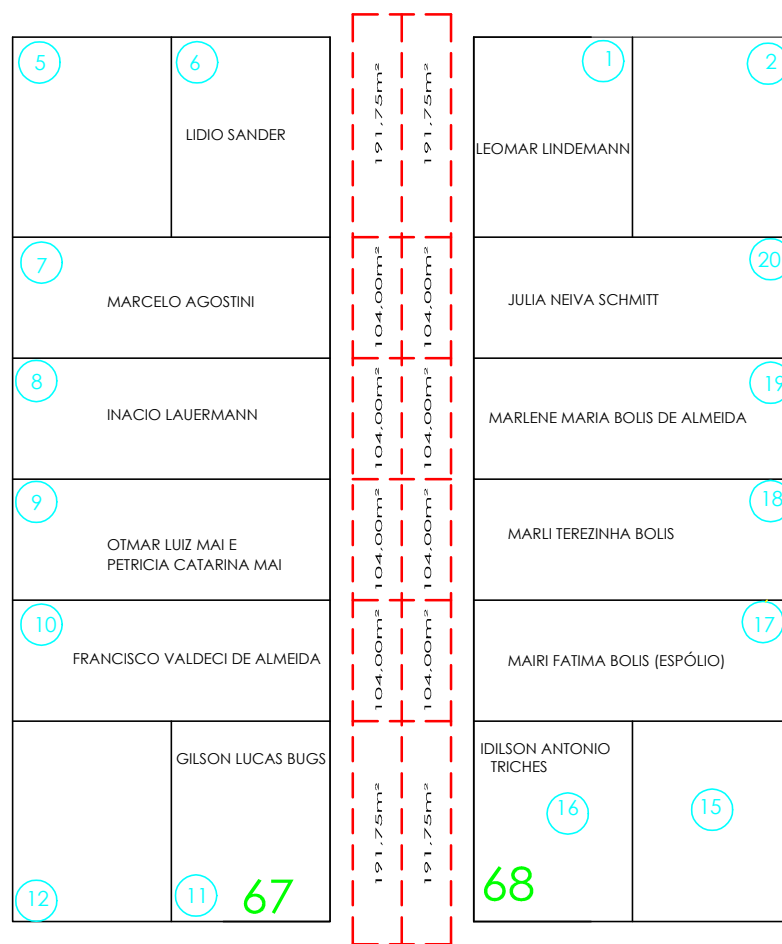 5
6
LIDIO SANDER
7
MARCELO AGOSTINI
8
INACIO LAUERMANN
9
OTMAR LUIZ MAI E
PETRICIA CATARINA MAI
10
FRANCISCO VALDECI DE ALMEIDA
GILSON LUCAS BUGS
12
11
67
191,75m²
191,75m²
104,00m²
104,00m²
104,00m²
104,00m²
104,00m²
104,00m²
104,00m²
104,00m²
191,75m²
191,75m²
1
2
LEOMAR LINDEMANN
20
JULIA NEIVA SCHMITT
19
MARLENE MARIA BOLIS DE ALMEIDA
18
MARLI TEREZINHA BOLIS
17
MAIRI FATIMA BOLIS (ESPÓLIO)
IDILSON ANTONIO
TRICHES
16
15
68